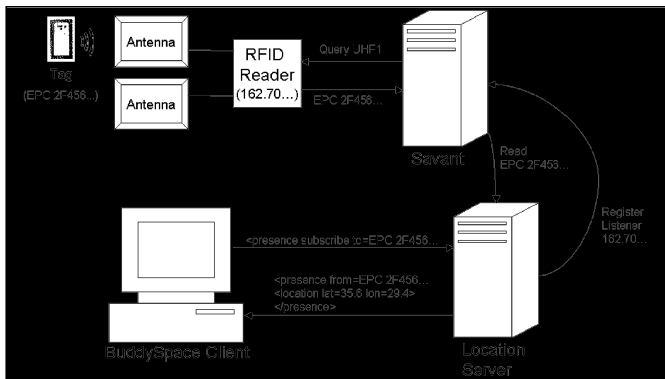 Antenna
Antenna
Tag
(EPC 2F456...)
RFID
Reader
(162.70...)
Query UHF1
EPC 2F456...
Savant
Read
EPC 2F456...
Register
Listener
162.70...
<presence subscribe to=EPC 2F456...
<presence from=EPC 2F456...
<location lat=35.6 lon=29.4>
</presence>
BuddySpace Client
Location
Server